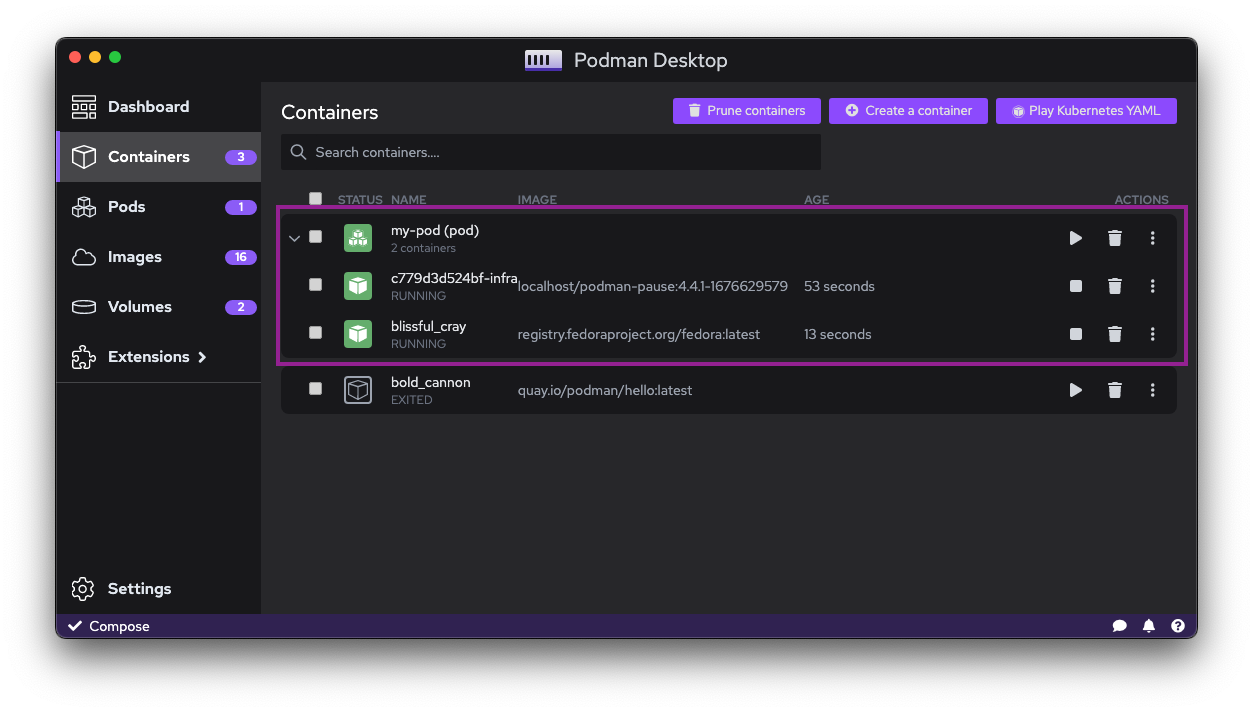 Podman Desktop
Dashboard
Containers 3
Pods 1
Images 16
Volumes 2
Extensions
Settings
Containers
Prune containers
Create a container
Play Kubernetes YAML
Search containers....
STATUS NAME IMAGE AGE ACTIONS
my-pod (pod)
2 containers
c779d3d524bf-infra localhost/podman-pause:4.4.1-1676629579 53 seconds
RUNNING
blissful_cray registry.fedoraproject.org/fedora:latest 13 seconds
RUNNING
bold_cannon quay.io/podman/hello:latest
EXITED
Compose